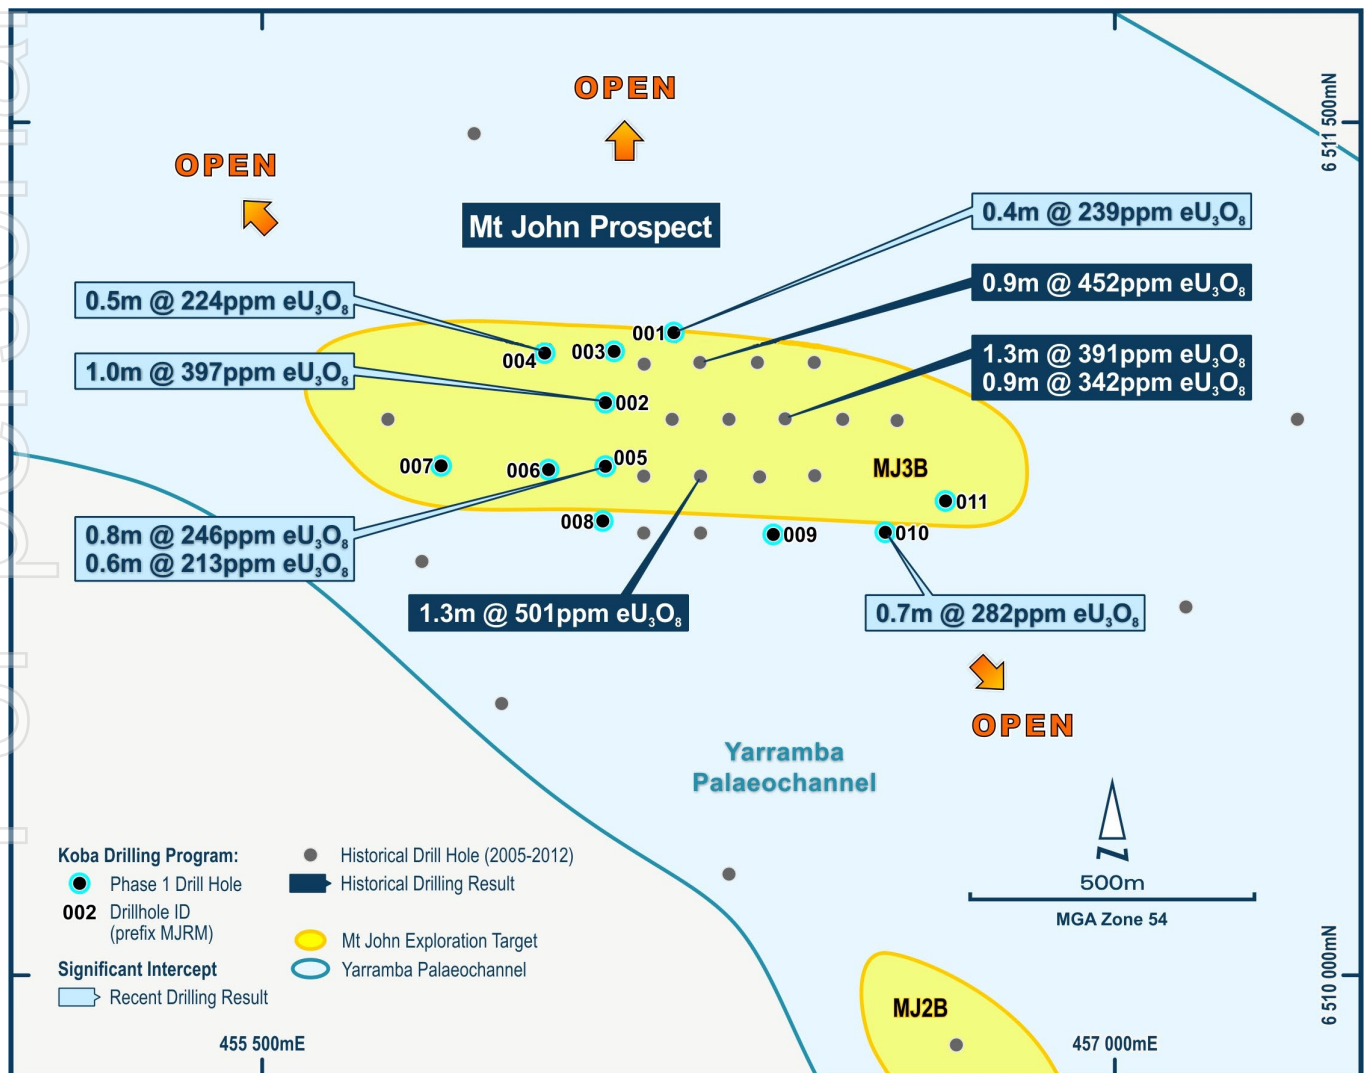 OPEN
OPEN
6 511 500mN
Mt John Prospect
0.4m @ 239ppm eU₃O₈
0.9m @ 452ppm eU₃O₈
0.5m @ 224ppm eU₃O₈
1.3m @ 391ppm eU₃O₈
0.9m @ 342ppm eU₃O₈
1.0m @ 397ppm eU₃O₈
001
003
004
002
005
007
006
MJ3B
011
008
009
010
0.8m @ 246ppm eU₃O₈
0.6m @ 213ppm eU₃O₈
1.3m @ 501ppm eU₃O₈
0.7m @ 282ppm eU₃O₈
OPEN
Yarramba
Palaeochannel
N
500m
MGA Zone 54
Koba Drilling Program:
Phase 1 Drill Hole
002 Drillhole ID
(prefix MJRM)
Significant Intercept
Recent Drilling Result
Historical Drill Hole (2005-2012)
Historical Drilling Result
Mt John Exploration Target
Yarramba Palaeochannel
MJ2B
6 510 000mN
455 500mE
457 000mE